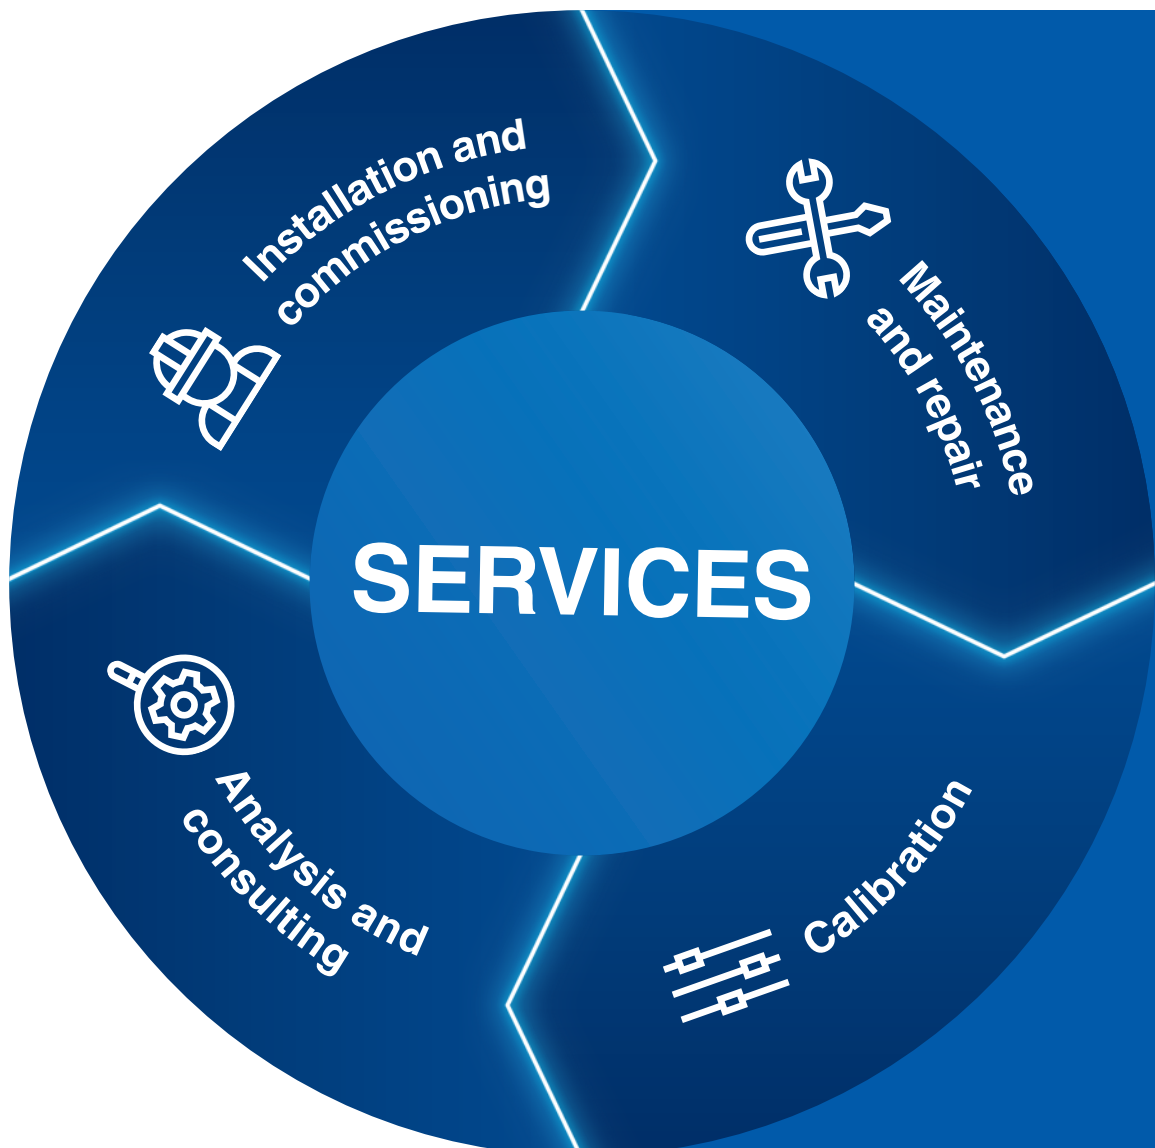 Installation and
commissioning
Maintenance
and repair
SERVICES
Analysis and
consulting
Calibration